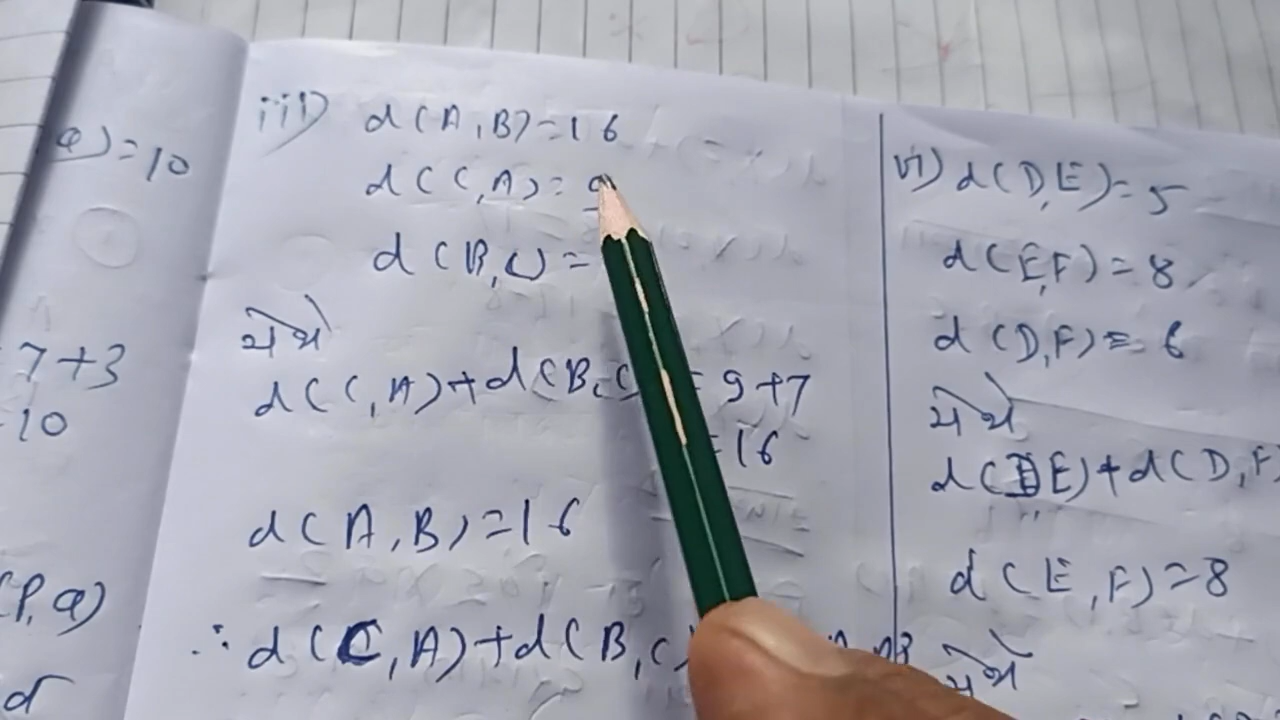 Q)=10
7+3
=10
(P,Q)
iii) d(A,B)=16
d(C,A)=9
d(B,C)=
येथे
d(C,A)+d(B,C)=9+7
=16
d(A,B)=16
∴ d(C,A)+d(B,C)
vi) d(D,E)=5
d(E,F)=8
d(D,F)=6
येथे
d(D,E)+d(D,F)
d(E,F)=8
येथे